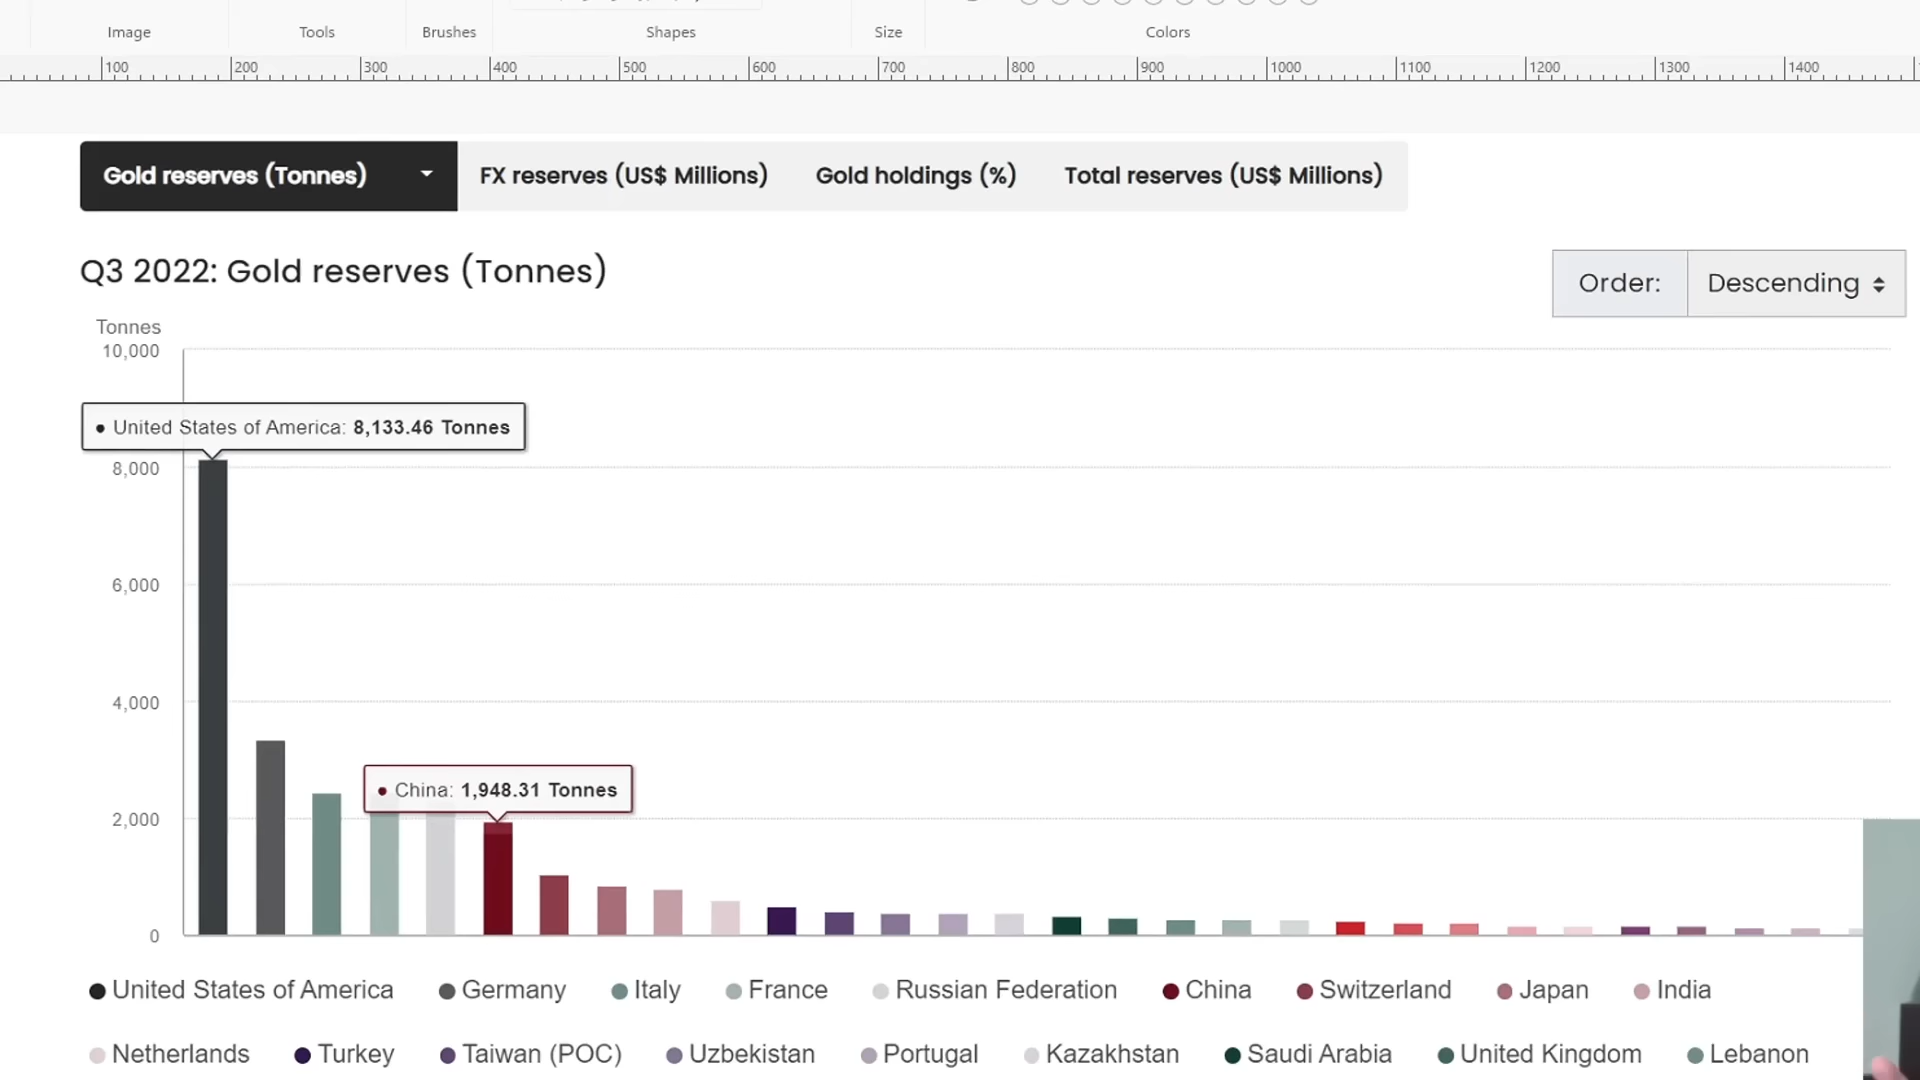 Image
Tools
Brushes
Shapes
Size
Colors
100 200 300 400 500 600 700 800 900 1000 1100 1200 1300 1400
Gold reserves (Tonnes)
FX reserves (US$ Millions)
Gold holdings (%)
Total reserves (US$ Millions)
Q3 2022: Gold reserves (Tonnes)
Order: Descending
Tonnes
10,000
United States of America: 8,133.46 Tonnes
8,000
6,000
4,000
China: 1,948.31 Tonnes
2,000
0
United States of America Germany Italy France Russian Federation China Switzerland Japan India
Netherlands Turkey Taiwan (POC) Uzbekistan Portugal Kazakhstan Saudi Arabia United Kingdom Lebanon